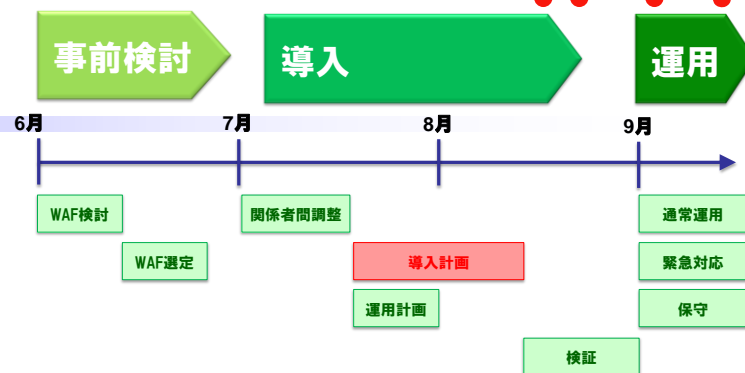 事前検討
導入
運用
6月
7月
8月
9月
WAF検討
関係者間調整
通常運用
WAF選定
導入計画
緊急対応
運用計画
保守
検証